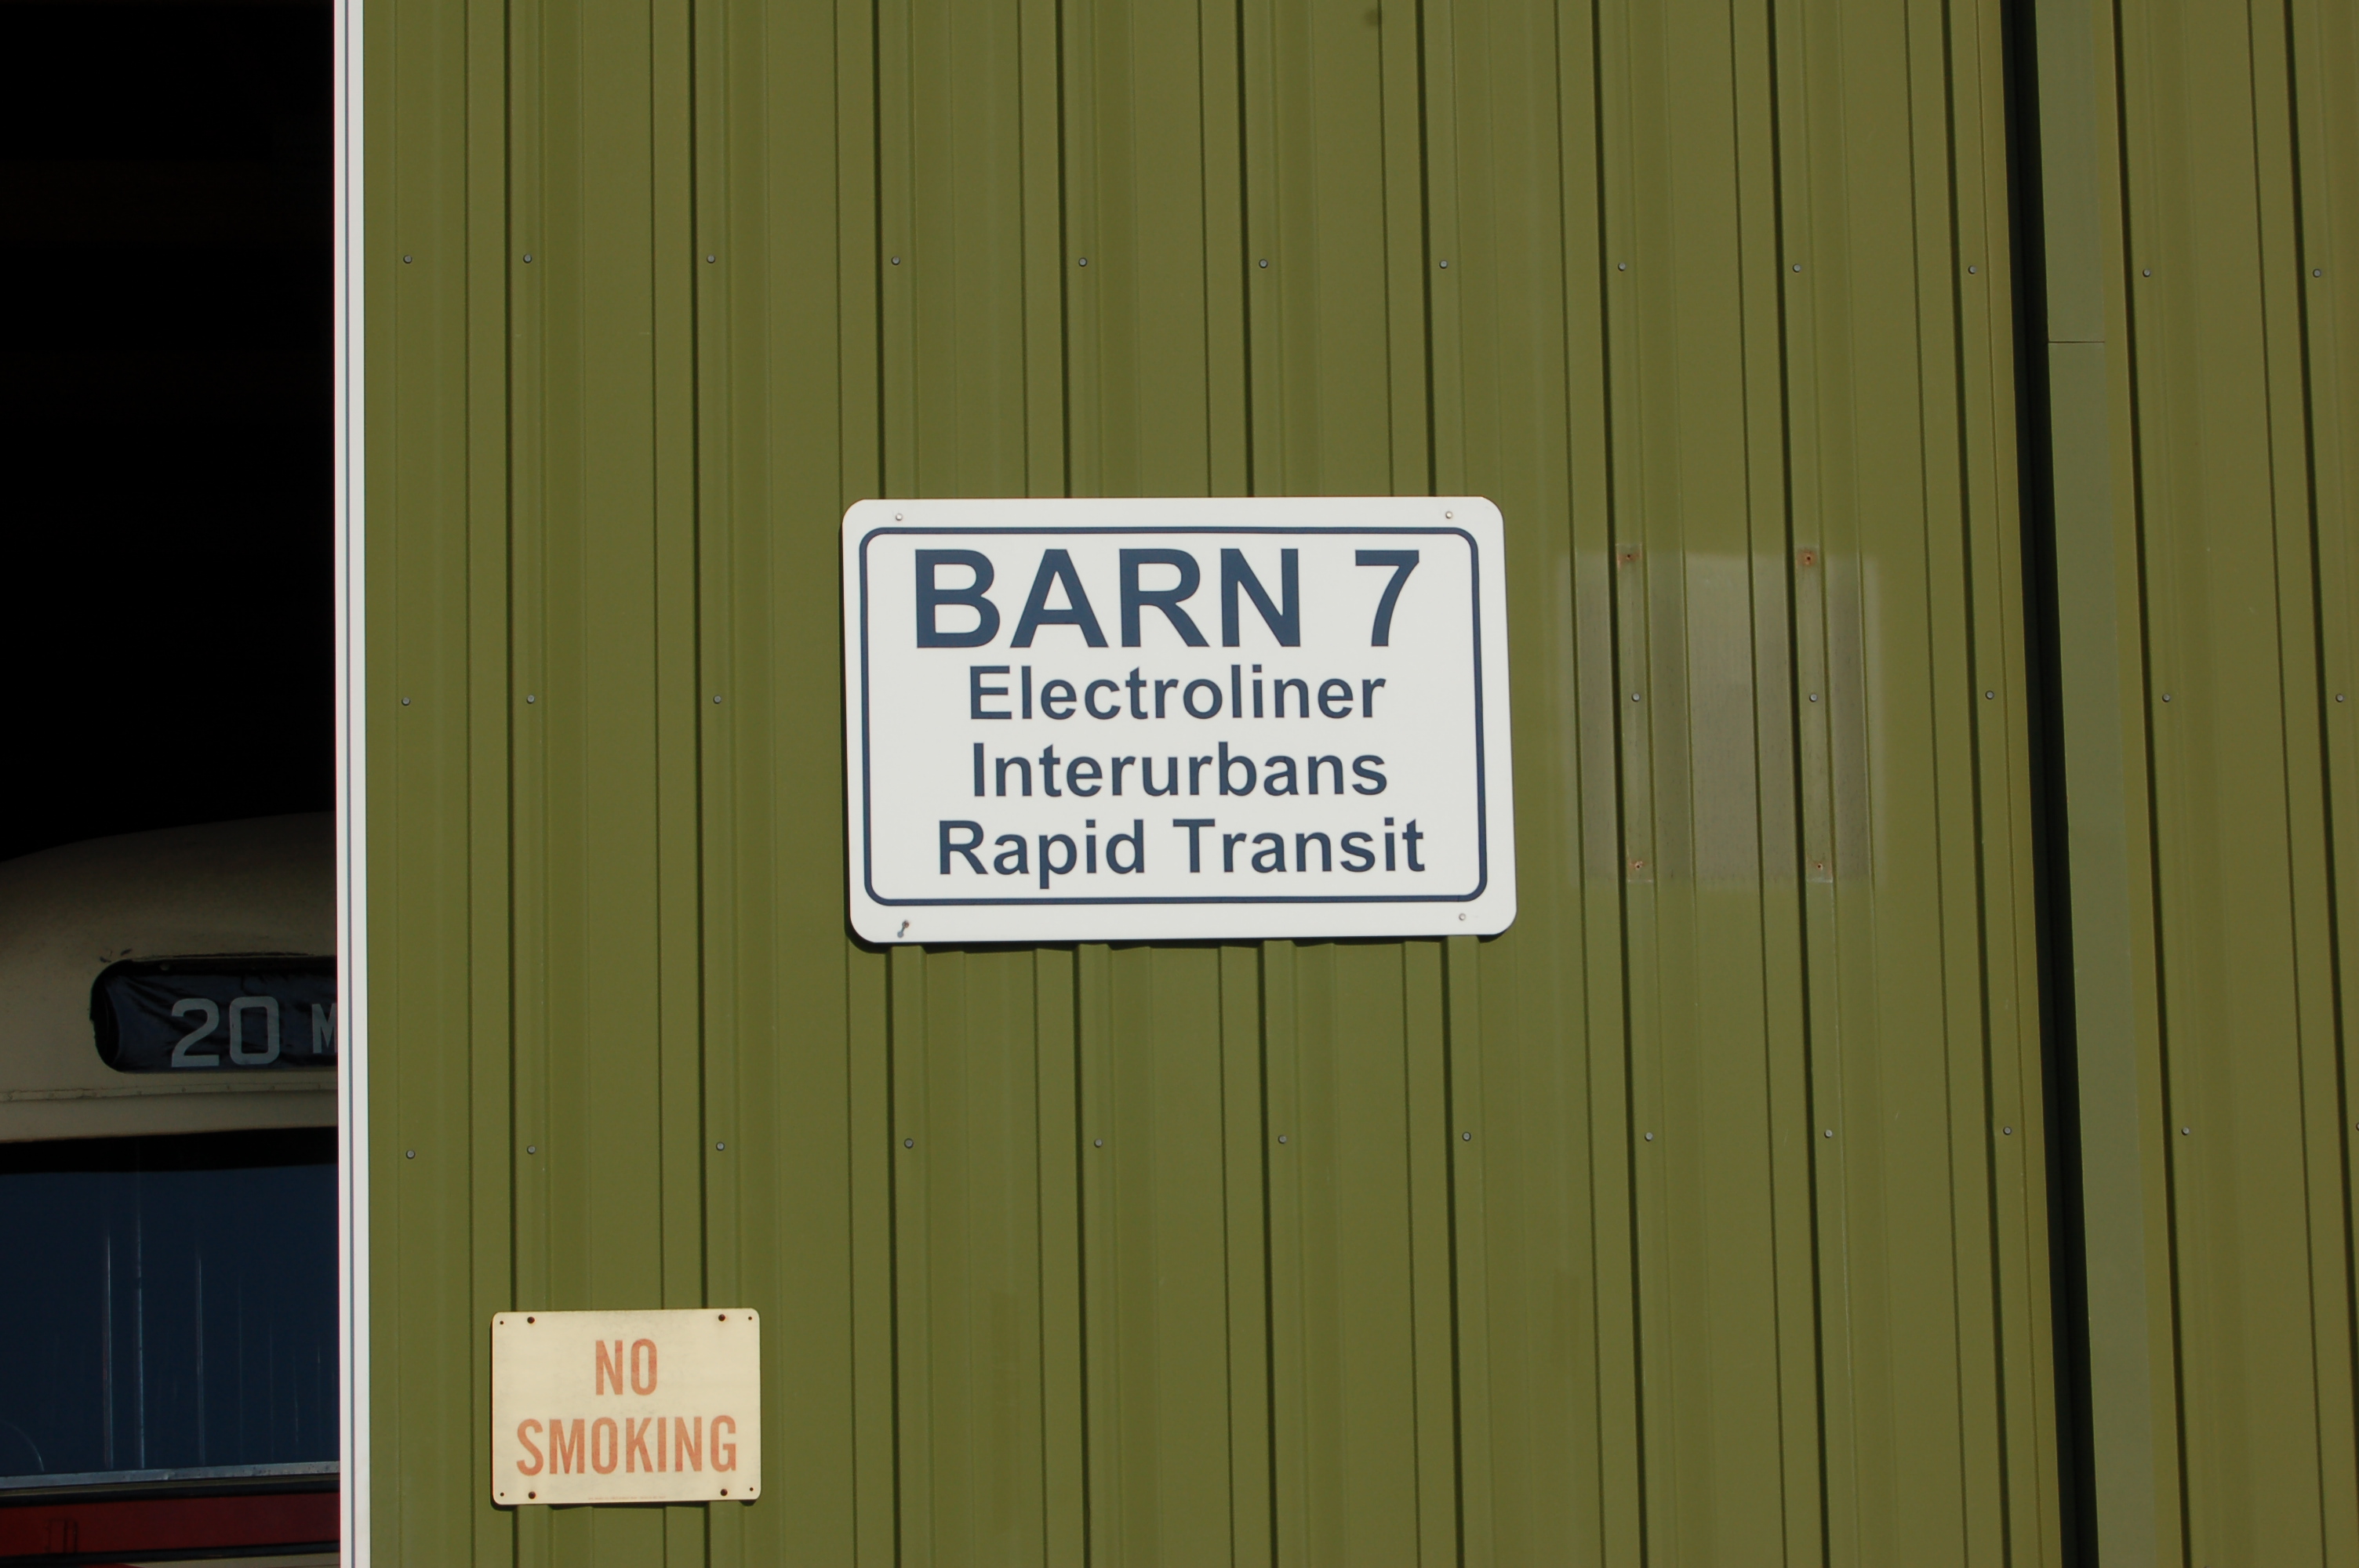 BARN 7
Electroliner
Interurbans
Rapid Transit
20 M
NO
SMOKING